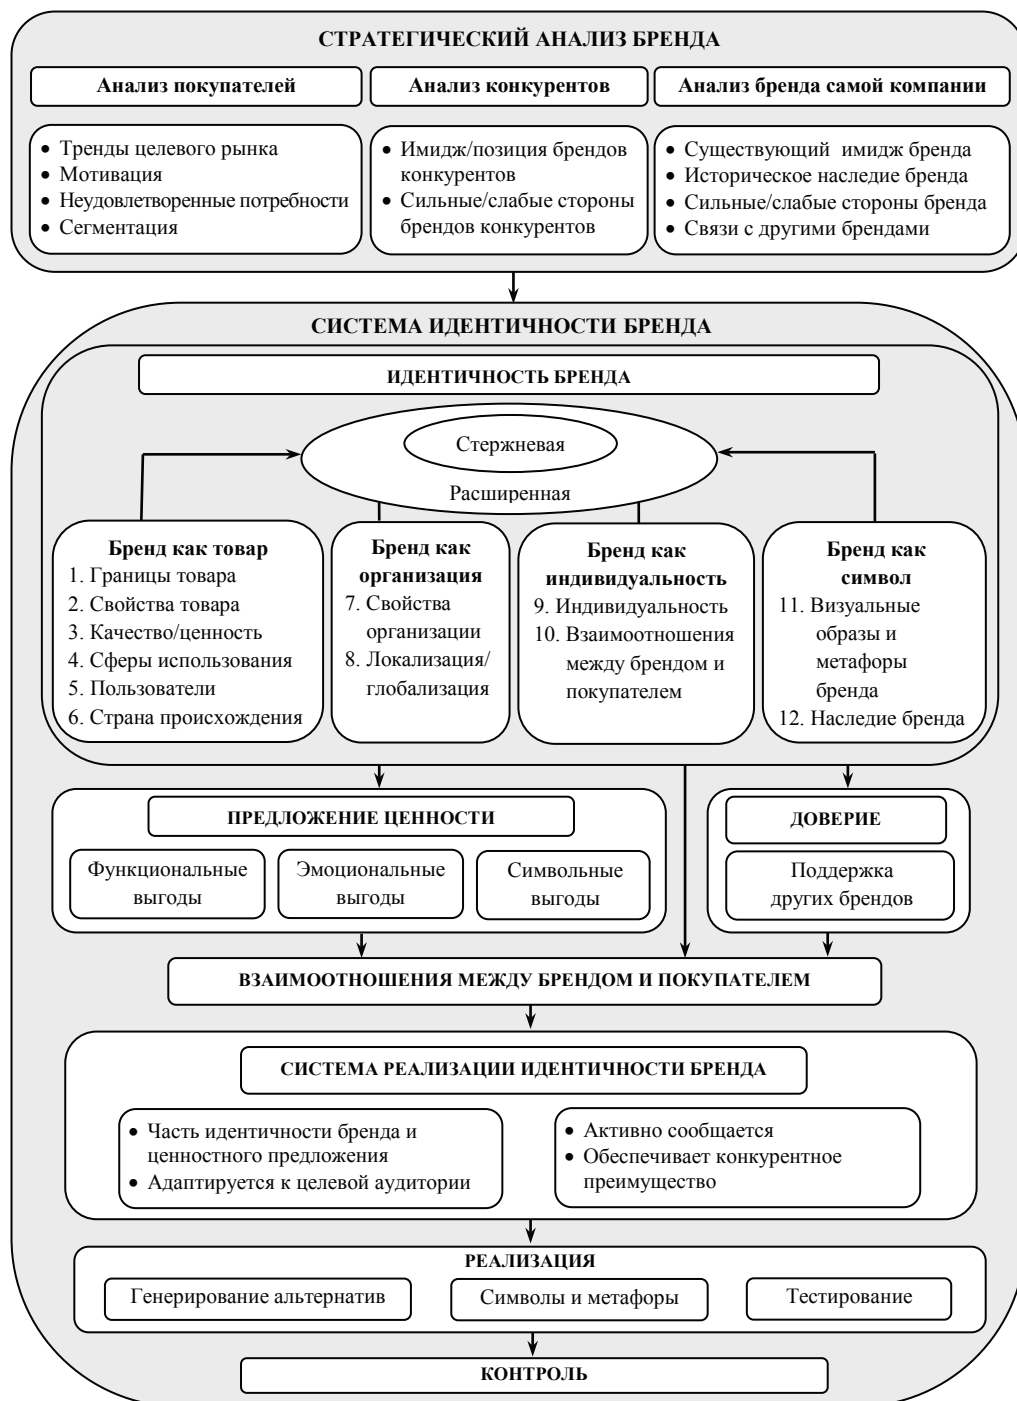 СТРАТЕГИЧЕСКИЙ АНАЛИЗ БРЕНДА
Анализ покупателей
Анализ конкурентов
Анализ бренда самой компании
• Тренды целевого рынка
• Мотивация
• Неудовлетворенные потребности
• Сегментация
• Имидж/позиция брендов
конкурентов
• Сильные/слабые стороны
брендов конкурентов
• Существующий имидж бренда
• Историческое наследие бренда
• Сильные/слабые стороны бренда
• Связи с другими брендами
СИСТЕМА ИДЕНТИЧНОСТИ БРЕНДА
ИДЕНТИЧНОСТЬ БРЕНДА
Стержневая
Расширенная
Бренд как товар
1. Границы товара
2. Свойства товара
3. Качество/ценность
4. Сферы использования
5. Пользователи
6. Страна происхождения
Бренд как
организация
7. Свойства
организации
8. Локализация/
глобализация
Бренд как
индивидуальность
9. Индивидуальность
10. Взаимоотношения
между брендом и
покупателем
Бренд как
символ
11. Визуальные
образы и
метафоры
бренда
12. Наследие бренда
ПРЕДЛОЖЕНИЕ ЦЕННОСТИ
Функциональные
выгоды
Эмоциональные
выгоды
Символьные
выгоды
ДОВЕРИЕ
Поддержка
других брендов
ВЗАИМООТНОШЕНИЯ МЕЖДУ БРЕНДОМ И ПОКУПАТЕЛЕМ
СИСТЕМА РЕАЛИЗАЦИИ ИДЕНТИЧНОСТИ БРЕНДА
• Часть идентичности бренда и
ценностного предложения
• Адаптируется к целевой аудитории
• Активно сообщается
• Обеспечивает конкурентное
преимущество
РЕАЛИЗАЦИЯ
Генерирование альтернатив
Символы и метафоры
Тестирование
КОНТРОЛЬ